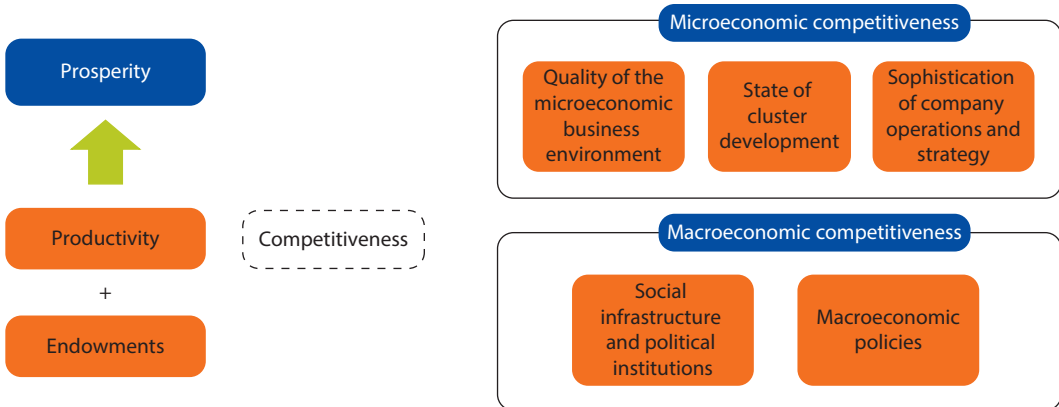 Prosperity
Productivity
+
Endowments
Competitiveness
Microeconomic competitiveness
Quality of the
microeconomic
business
environment
State of
cluster
development
Sophistication
of company
operations and
strategy
Macroeconomic competitiveness
Social
infrastructure
and political
institutions
Macroeconomic
policies